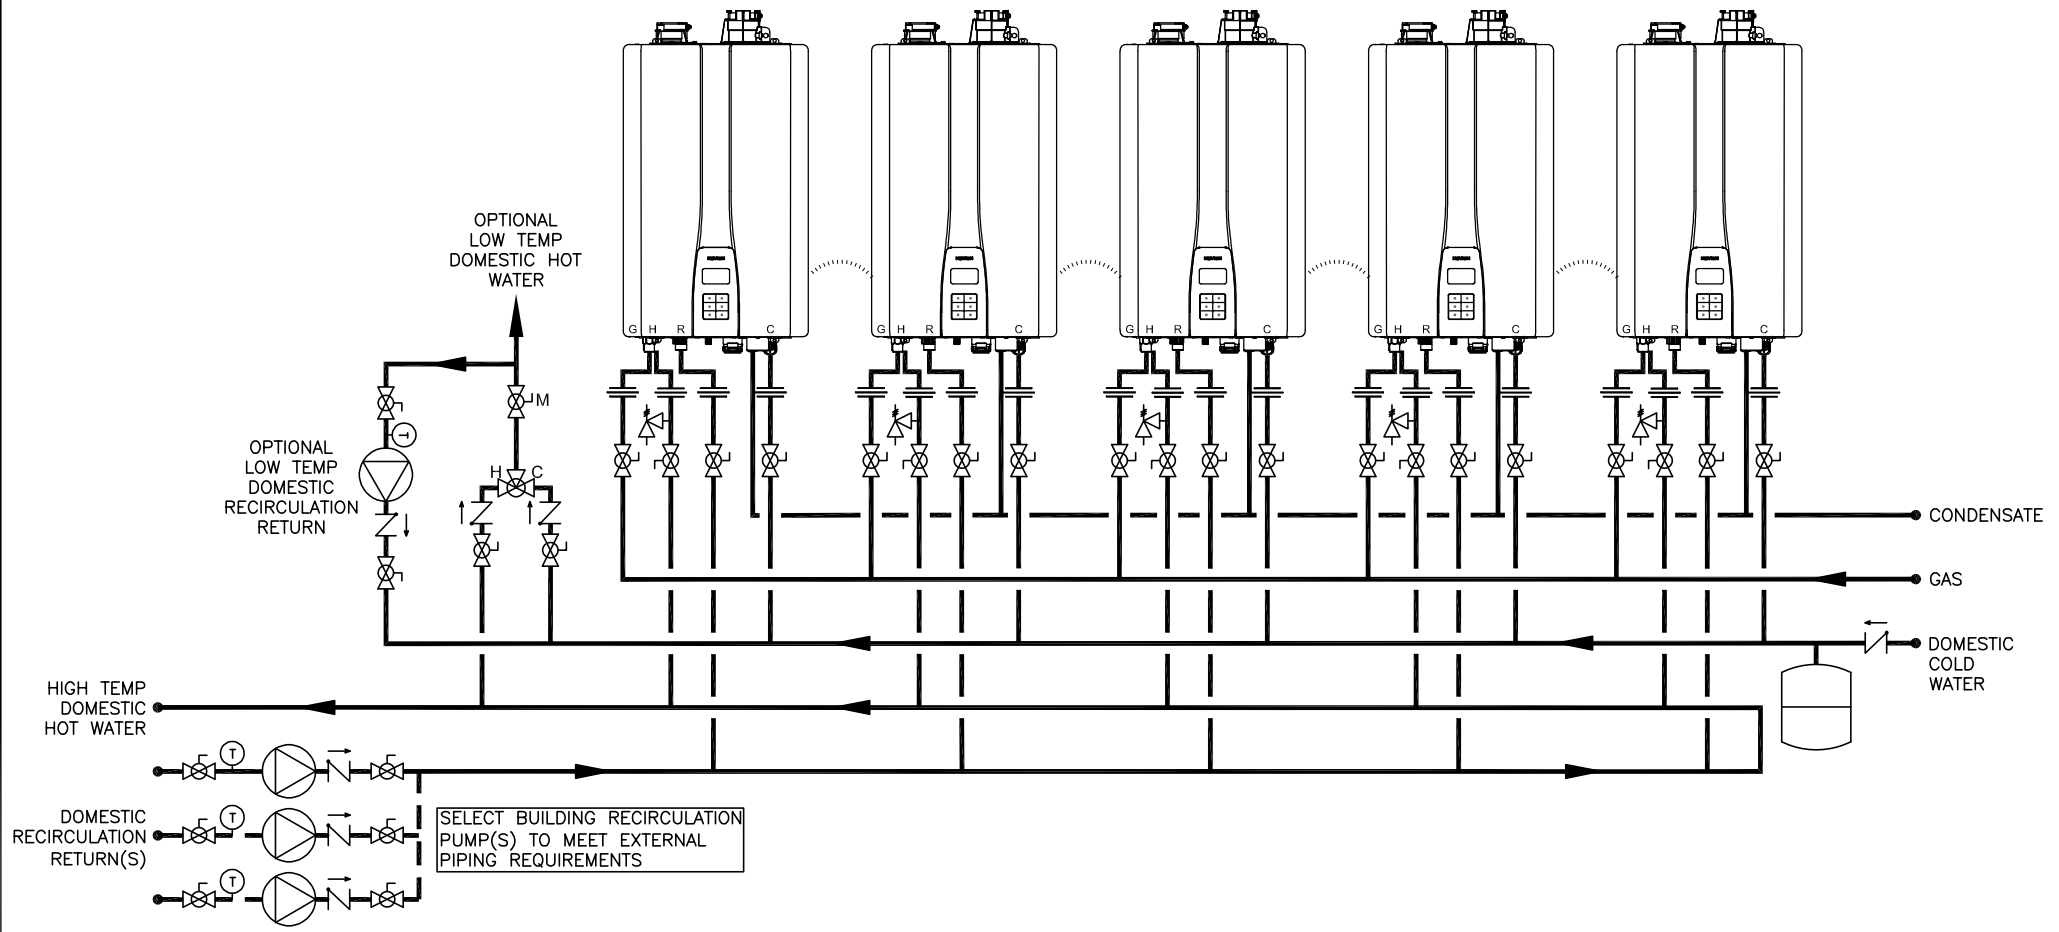 OPTIONAL
LOW TEMP
DOMESTIC HOT
WATER
G H R C
G H R C
G H R C
G H R C
G H R C
M
T
OPTIONAL
LOW TEMP
DOMESTIC
RECIRCULATION
RETURN
H C
CONDENSATE
GAS
DOMESTIC
COLD
WATER
HIGH TEMP
DOMESTIC
HOT WATER
T
DOMESTIC
RECIRCULATION
RETURN(S)
T
T
SELECT BUILDING RECIRCULATION
PUMP(S) TO MEET EXTERNAL
PIPING REQUIREMENTS